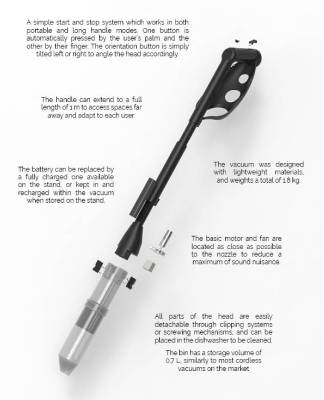 A simple start and stop system which works in both
portable and long handle modes. One button is
automatically pressed by the user's palm and the
other by their finger. The orientation button is simply
tilted left or right to angle the head accordingly.
The handle can extend to a full
length of 1 m to access spaces far
away and adapt to each user.
The battery can be replaced by
a fully charged one available
on the stand, or kept in and
recharged within the vacuum
when stored on the stand.
The vacuum was designed
with lightweight materials,
and weights a total of 1.8 kg.
The basic motor and fan are
located as close as possible
to the nozzle to reduce a
maximum of sound nuisance.
All parts of the head are easily
detachable through clipping systems
or screwing mechanisms, and can be
placed in the dishwasher to be cleaned.
The bin has a storage volume of
0.7 L, similarly to most cordless
vacuums on the market.